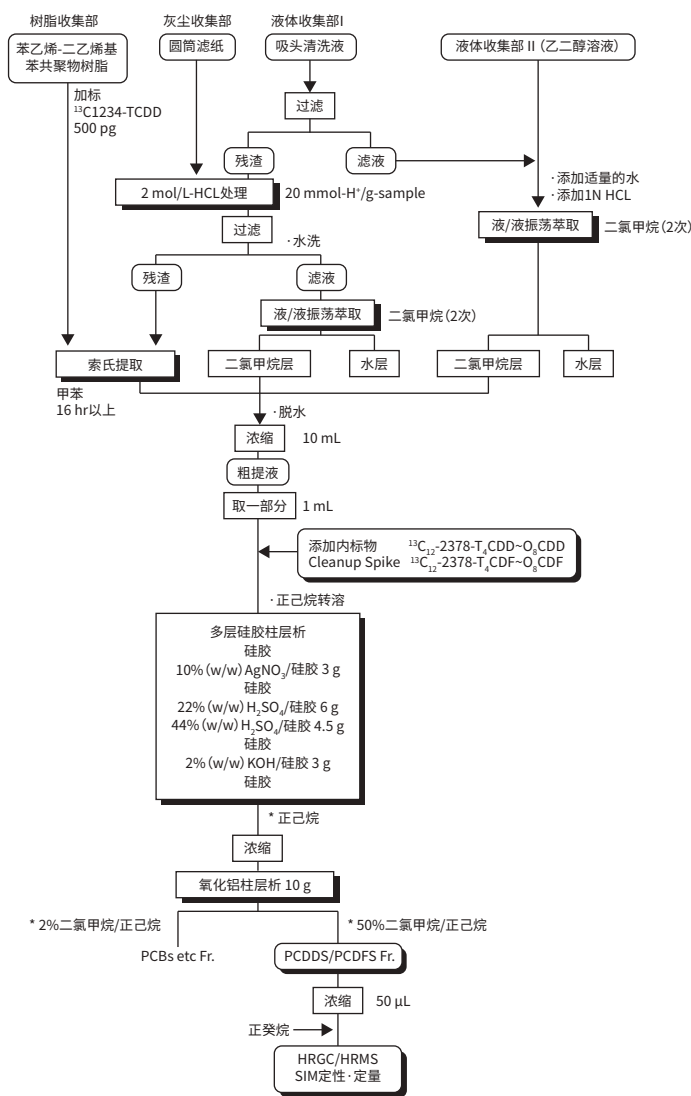 树脂收集部
灰尘收集部
液体收集部I
苯乙烯-二乙烯基
苯共聚物树脂
圆筒滤纸
吸头清洗液
液体收集部 II (乙二醇溶液)
加标
¹³C1234-TCDD
500 pg
过滤
残渣
滤液
·添加适量的水
·添加1N HCL
2 mol/L-HCL处理
20 mmol-H⁺/g-sample
过滤
·水洗
液/液振荡萃取
二氯甲烷(2次)
残渣
滤液
液/液振荡萃取
二氯甲烷(2次)
索氏提取
二氯甲烷层
水层
二氯甲烷层
水层
甲苯
16 hr以上
·脱水
浓缩
10 mL
粗提液
取一部分
1 mL
添加内标物 ¹³C₁₂-2378-T₄CDD~O₈CDD
Cleanup Spike ¹³C₁₂-2378-T₄CDF~O₈CDF
·正己烷转溶
多层硅胶柱层析
硅胶
10%(w/w)AgNO₃/硅胶 3 g
硅胶
22%(w/w)H₂SO₄/硅胶 6 g
44%(w/w)H₂SO₄/硅胶 4.5 g
硅胶
2%(w/w)KOH/硅胶 3 g
硅胶
* 正己烷
浓缩
氧化铝柱层析 10 g
* 2%二氯甲烷/正己烷
* 50%二氯甲烷/正己烷
PCBs etc Fr.
PCDDS/PCDFS Fr.
浓缩
50 μL
正癸烷
HRGC/HRMS
SIM定性·定量